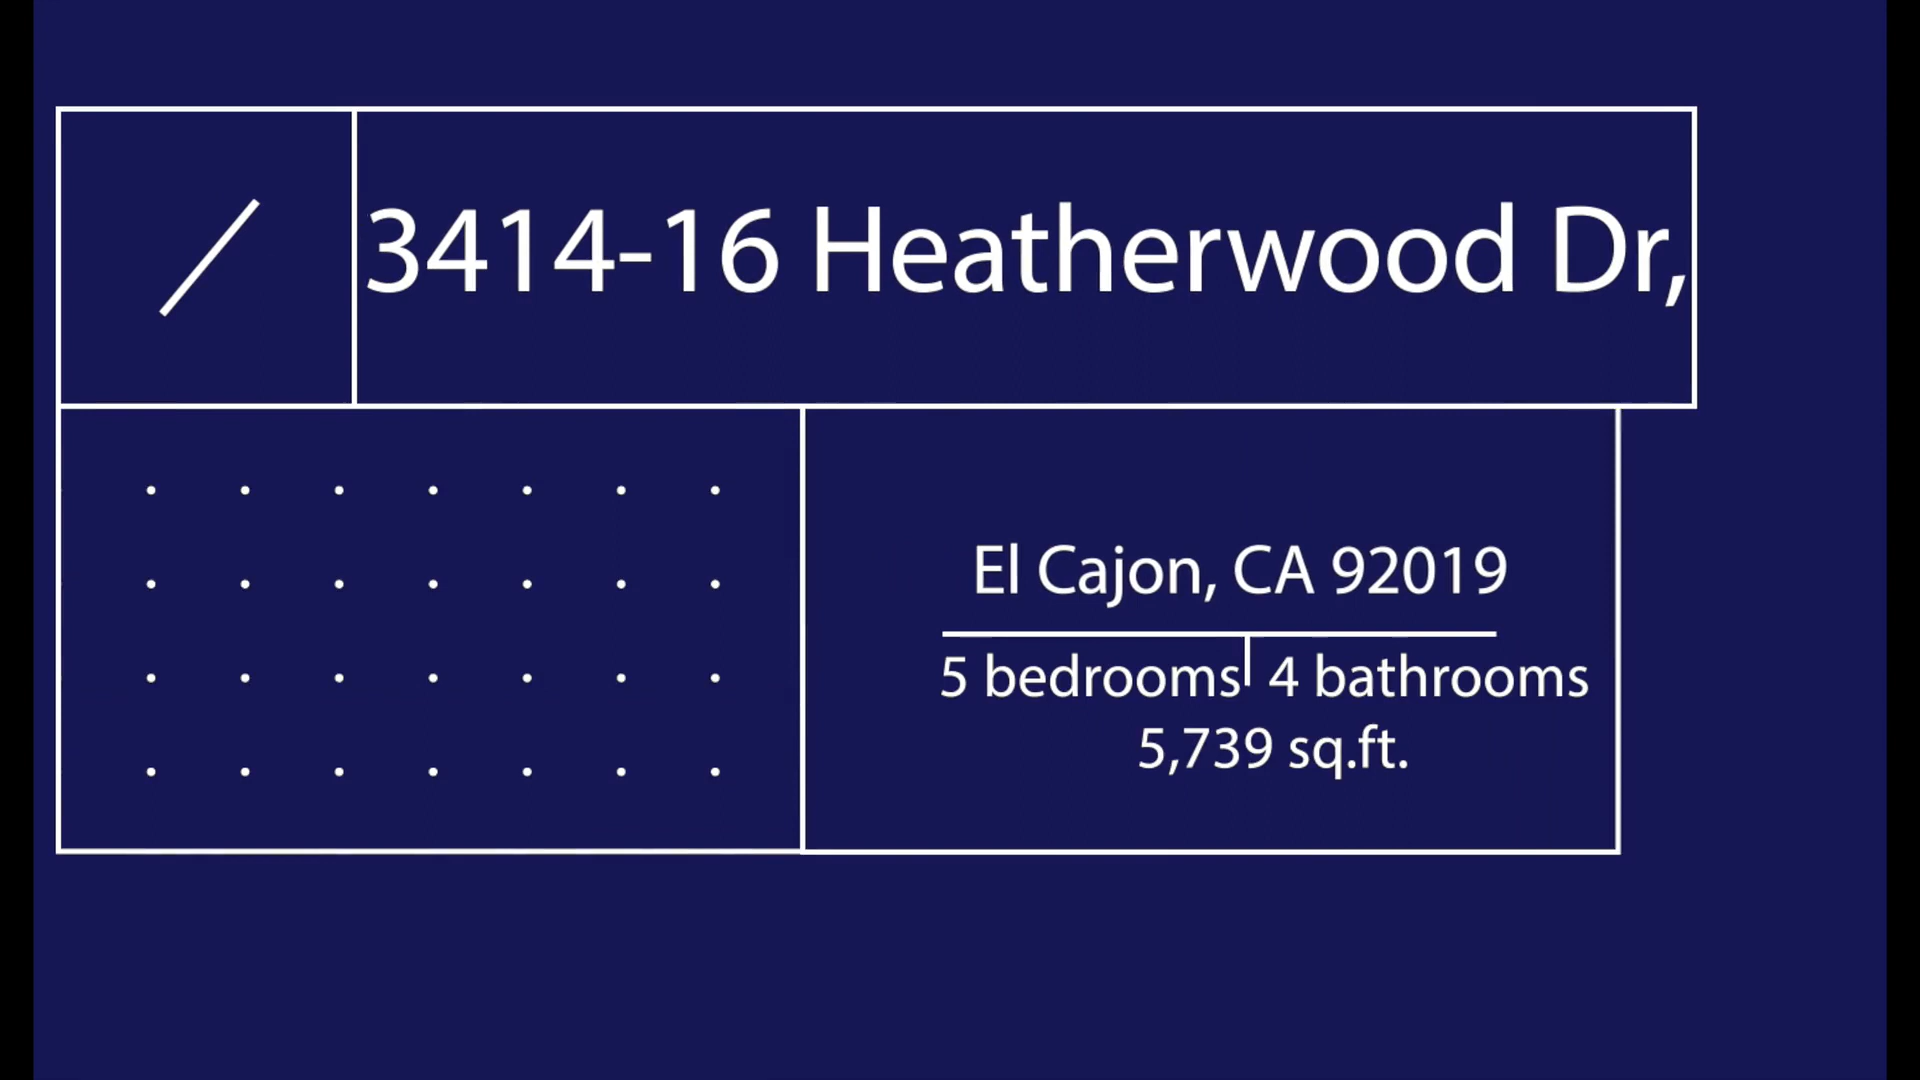 3414-16 Heatherwood Dr,
El Cajon, CA 92019
5 bedrooms 4 bathrooms
5,739 sq.ft.